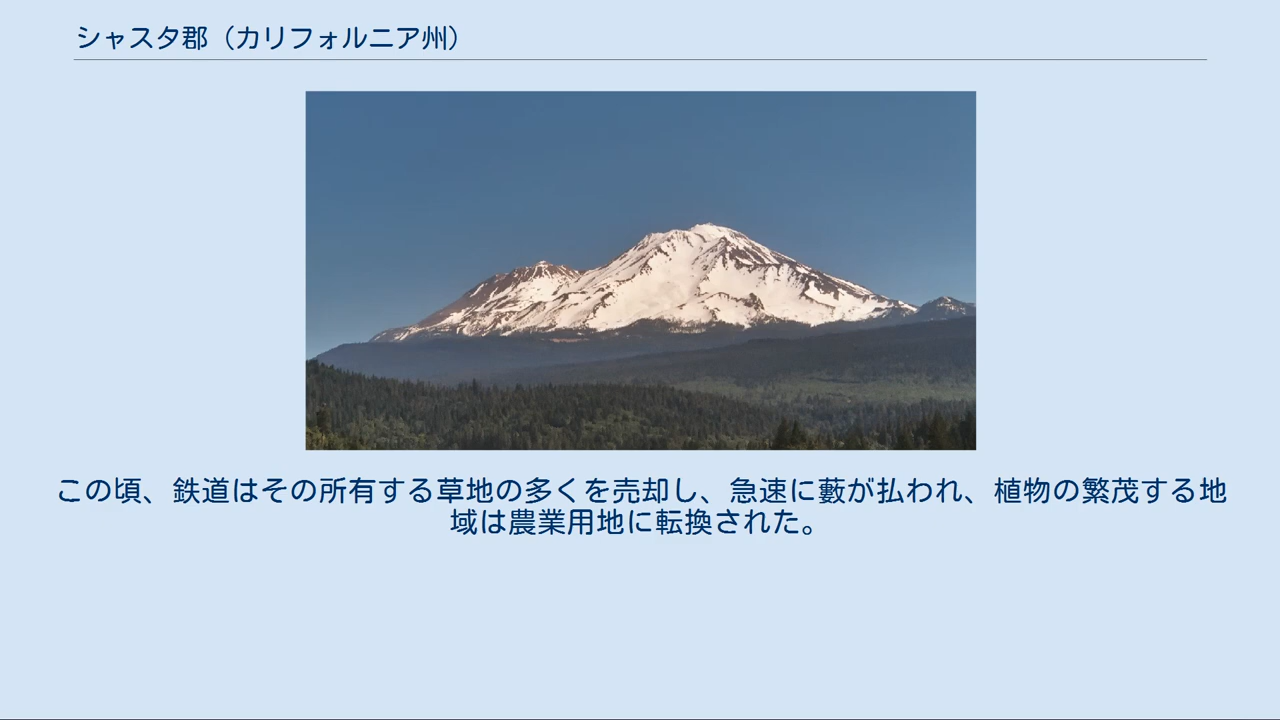 シャスタ郡（カリフォルニア州）
この頃、鉄道はその所有する草地の多くを売却し、急速に藪が払われ、植物の繁茂する地
域は農業用地に転換された。